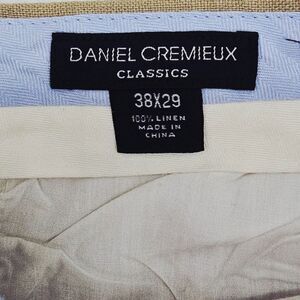 DANIEL CREMIEUX
CLASSICS
38X29
100% LINEN
MADE IN
CHINA